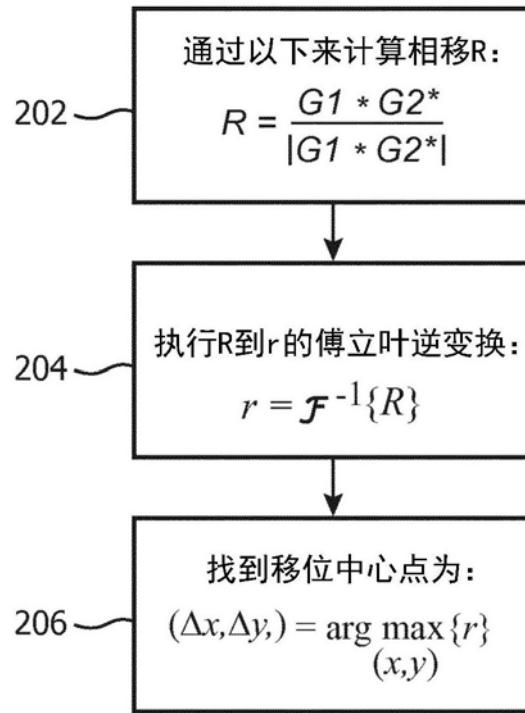 通过以下来计算相移R：
202
R = G1 * G2* / |G1 * G2*|
执行R到r的傅立叶逆变换：
204
r = 𝓕⁻¹{R}
找到移位中心点为：
206
(Δx,Δy,) = arg max{r}
(x,y)